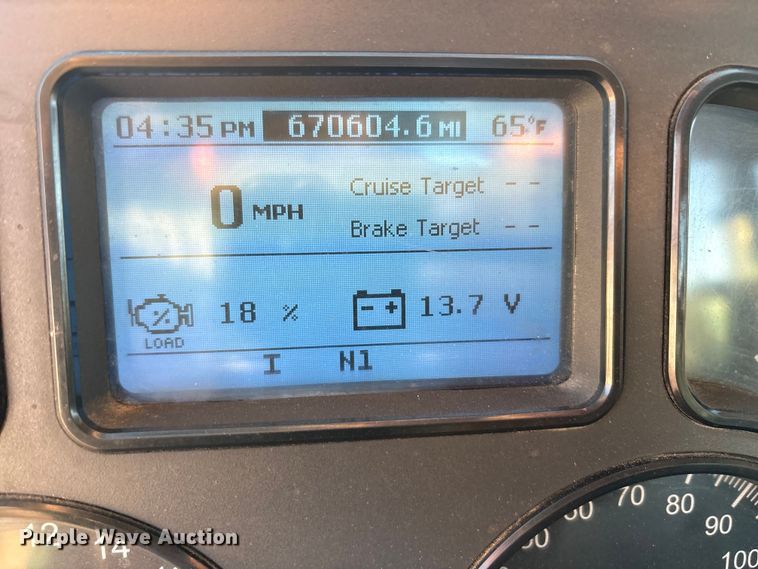 04:35 PM 670604.6 MI 65°F
0 MPH
Cruise Target --
Brake Target --
18 %
LOAD
- +
13.7 V
I N1
12 14
60 70 80 90 100
Purple Wave Auction